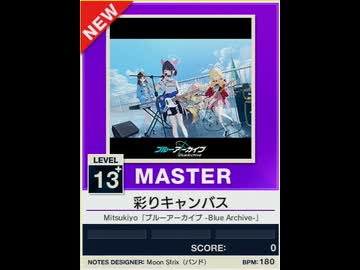 NEW
ブルーアーカイブ
Blue Archive
LEVEL
13+
MASTER
彩りキャンバス
Mitsukiyo「ブルーアーカイブ -Blue Archive-」
SCORE: 0
NOTES DESIGNER: Moon Strix（バンド） BPM: 180